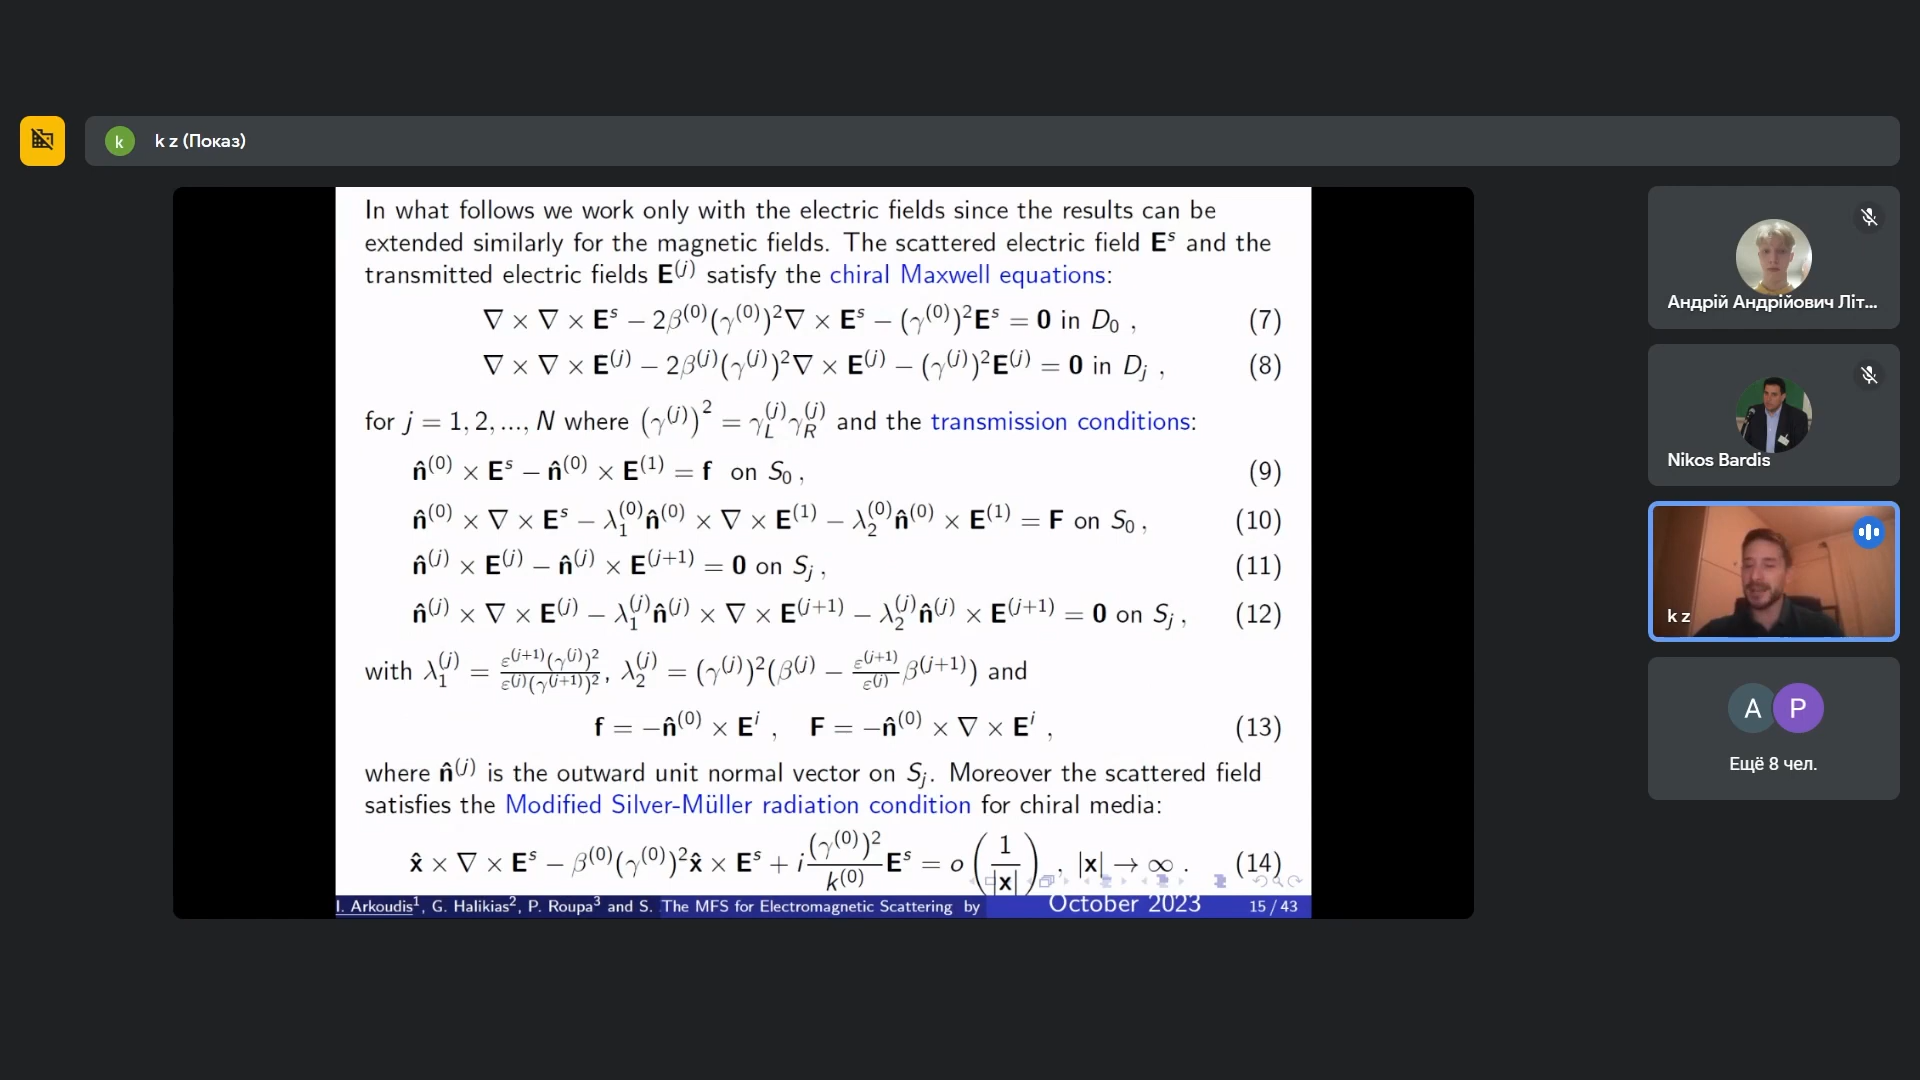 k
k z (Показ)
In what follows we work only with the electric fields since the results can be
extended similarly for the magnetic fields. The scattered electric field E^s and the
transmitted electric fields E^(j) satisfy the chiral Maxwell equations:
∇ × ∇ × E^s − 2β^(0)(γ^(0))^2∇ × E^s − (γ^(0))^2E^s = 0 in D_0 , (7)
∇ × ∇ × E^(j) − 2β^(j)(γ^(j))^2∇ × E^(j) − (γ^(j))^2E^(j) = 0 in D_j , (8)
for j = 1, 2, ..., N where (γ^(j))^2 = γ_L^(j)γ_R^(j) and the transmission conditions:
n̂^(0) × E^s − n̂^(0) × E^(1) = f on S_0 , (9)
n̂^(0) × ∇ × E^s − λ_1^(0)n̂^(0) × ∇ × E^(1) − λ_2^(0)n̂^(0) × E^(1) = F on S_0 , (10)
n̂^(j) × E^(j) − n̂^(j) × E^(j+1) = 0 on S_j , (11)
n̂^(j) × ∇ × E^(j) − λ_1^(j)n̂^(j) × ∇ × E^(j+1) − λ_2^(j)n̂^(j) × E^(j+1) = 0 on S_j , (12)
with λ_1^(j) = ε^(j+1)(γ^(j))^2 / ε^(j)(γ^(j+1))^2, λ_2^(j) = (γ^(j))^2(β^(j) − ε^(j+1)/ε^(j) β^(j+1)) and
f = −n̂^(0) × E^i , F = −n̂^(0) × ∇ × E^i , (13)
where n̂^(j) is the outward unit normal vector on S_j. Moreover the scattered field
satisfies the Modified Silver-Müller radiation condition for chiral media:
x̂ × ∇ × E^s − β^(0)(γ^(0))^2x̂ × E^s + i (γ^(0))^2/k^(0) E^s = o (1/|x|) , |x| → ∞ . (14)
I. Arkoudis^1, G. Halikias^2, P. Roupa^3 and S. The MFS for Electromagnetic Scattering by October 2023 15 / 43
Андрій Андрійович Літ...
Nikos Bardis
k z
A P
Ещё 8 чел.